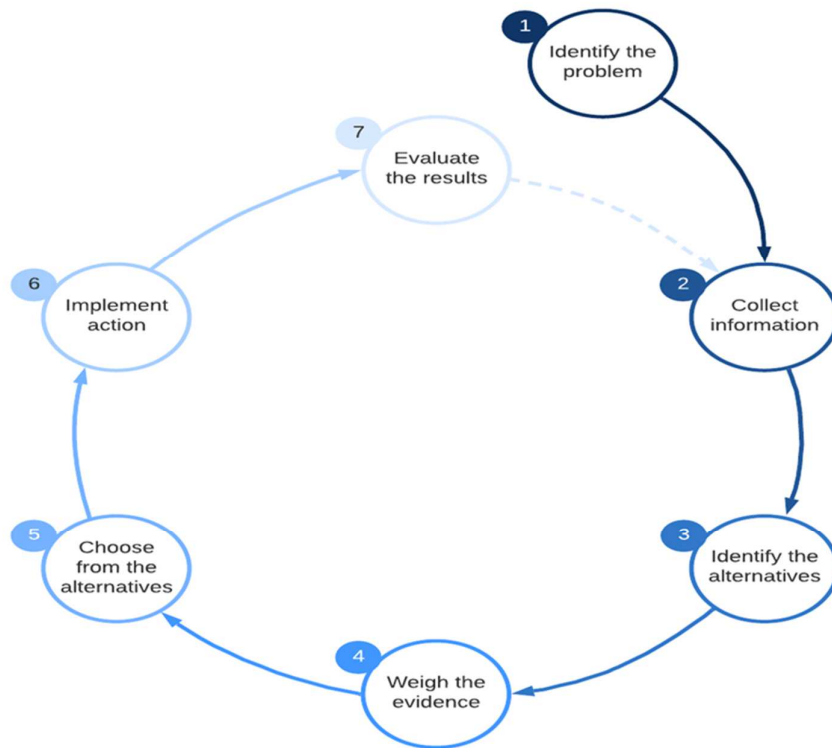 1
Identify the
problem
2
Collect
information
3
Identify the
alternatives
4
Weigh the
evidence
5
Choose
from the
alternatives
6
Implement
action
7
Evaluate
the results